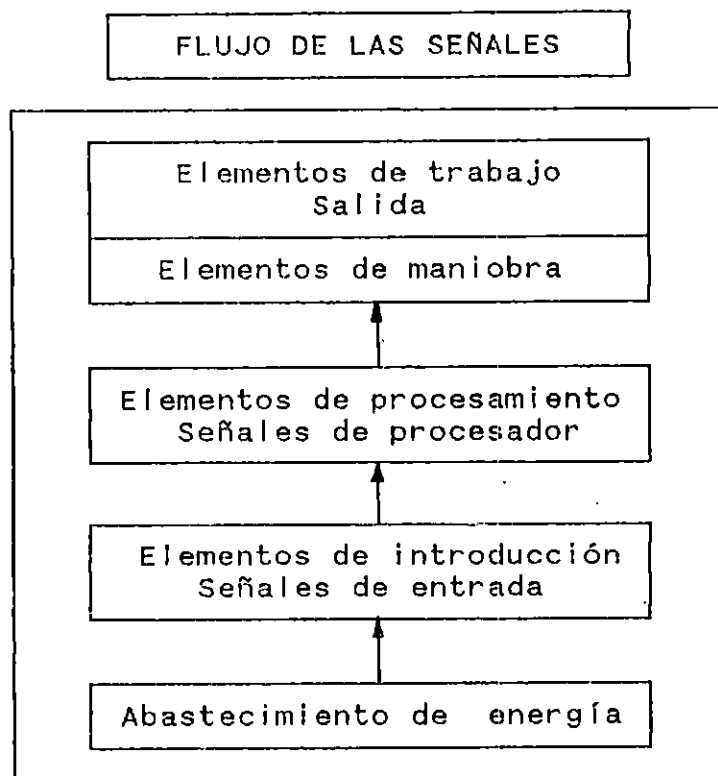 FLUJO DE LAS SEÑALES
Elementos de trabajo
Salida
Elementos de maniobra
Elementos de procesamiento
Señales de procesador
Elementos de introducción
Señales de entrada
Abastecimiento de energía